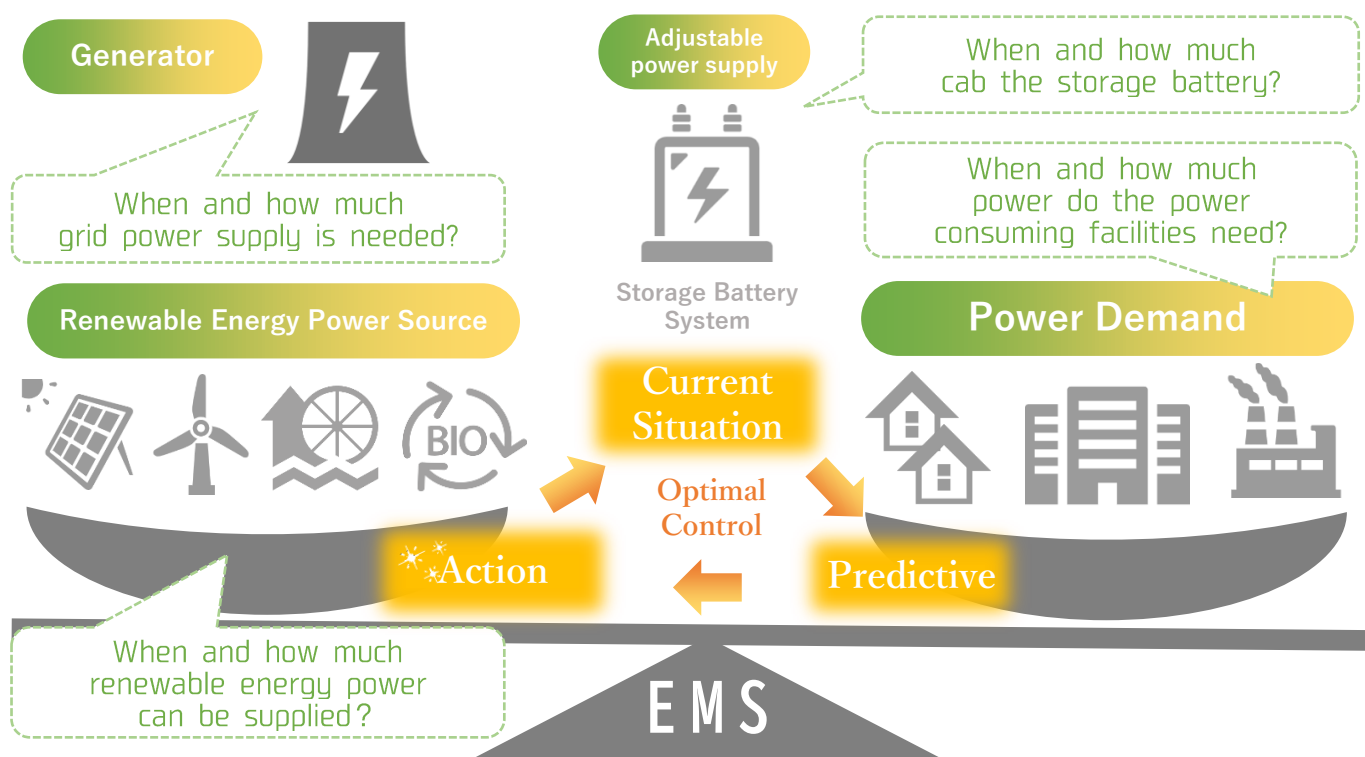 Generator
When and how much
grid power supply is needed?
Adjustable
power supply
When and how much
cab the storage battery?
When and how much
power do the power
consuming facilities need?
Storage Battery
System
Renewable Energy Power Source
Power Demand
BIO
Current
Situation
Optimal
Control
Action
Predictive
When and how much
renewable energy power
can be supplied?
EMS